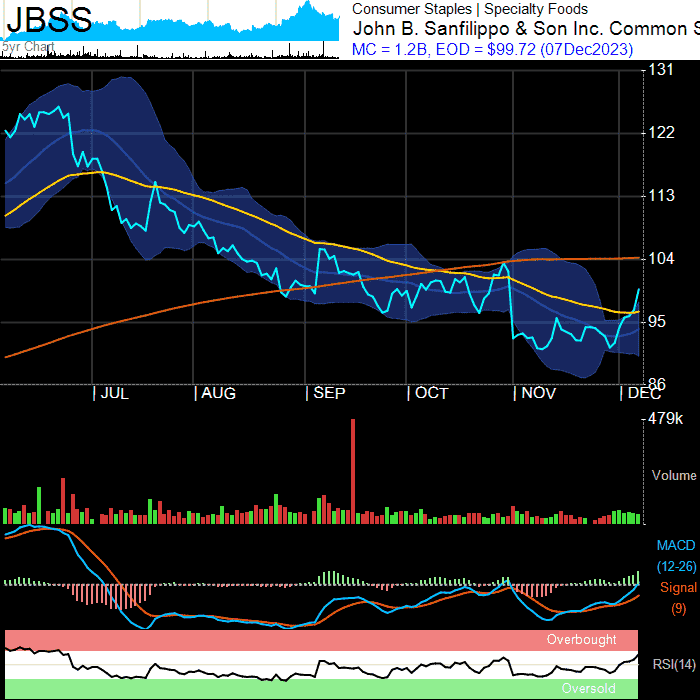 JBSS
5yr Chart
Consumer Staples | Specialty Foods
John B. Sanfilippo & Son Inc. Common S
MC = 1.2B, EOD = $99.72 (07Dec2023)
131
122
113
104
95
86
JUL AUG SEP OCT NOV DEC
479k
Volume
MACD
(12-26)
Signal
(9)
Overbought
RSI(14)
Oversold